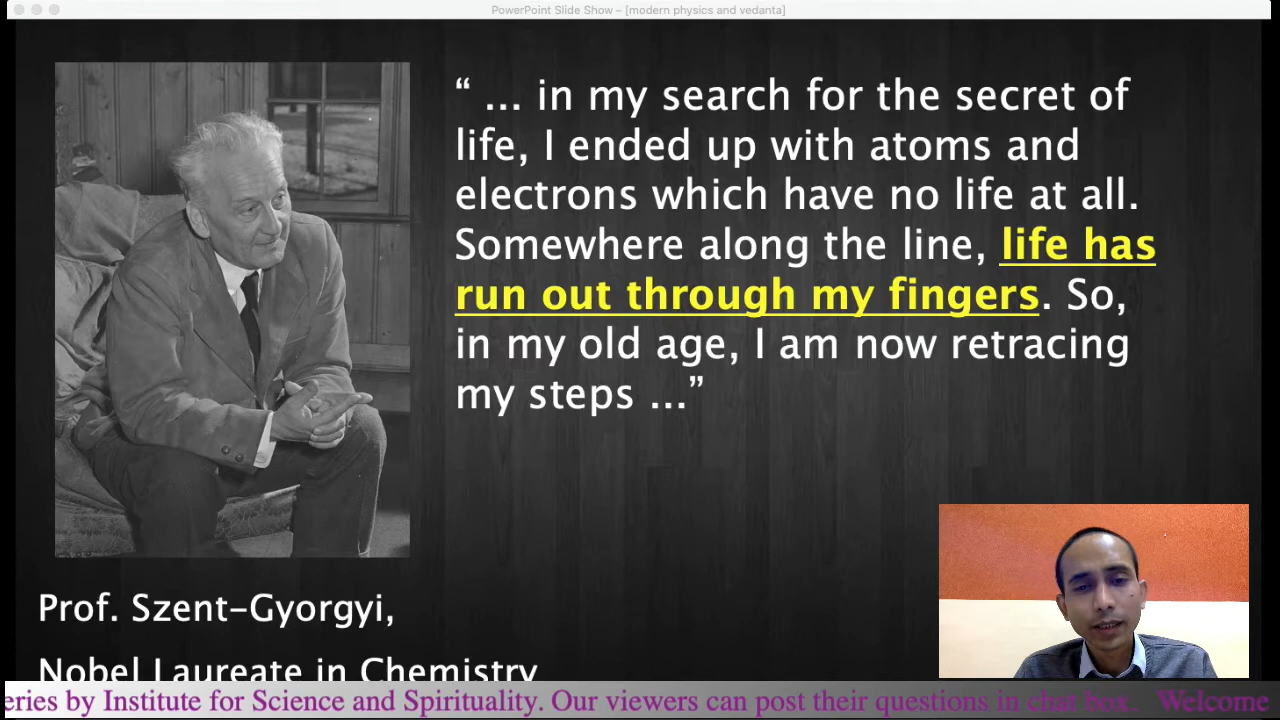 PowerPoint Slide Show – [modern physics and vedanta]
“ ... in my search for the secret of
life, I ended up with atoms and
electrons which have no life at all.
Somewhere along the line, life has
run out through my fingers. So,
in my old age, I am now retracing
my steps ...”
Prof. Szent-Gyorgyi,
Nobel Laureate in Chemistry
eries by Institute for Science and Spirituality. Our viewers can post their questions in chat box. Welcome